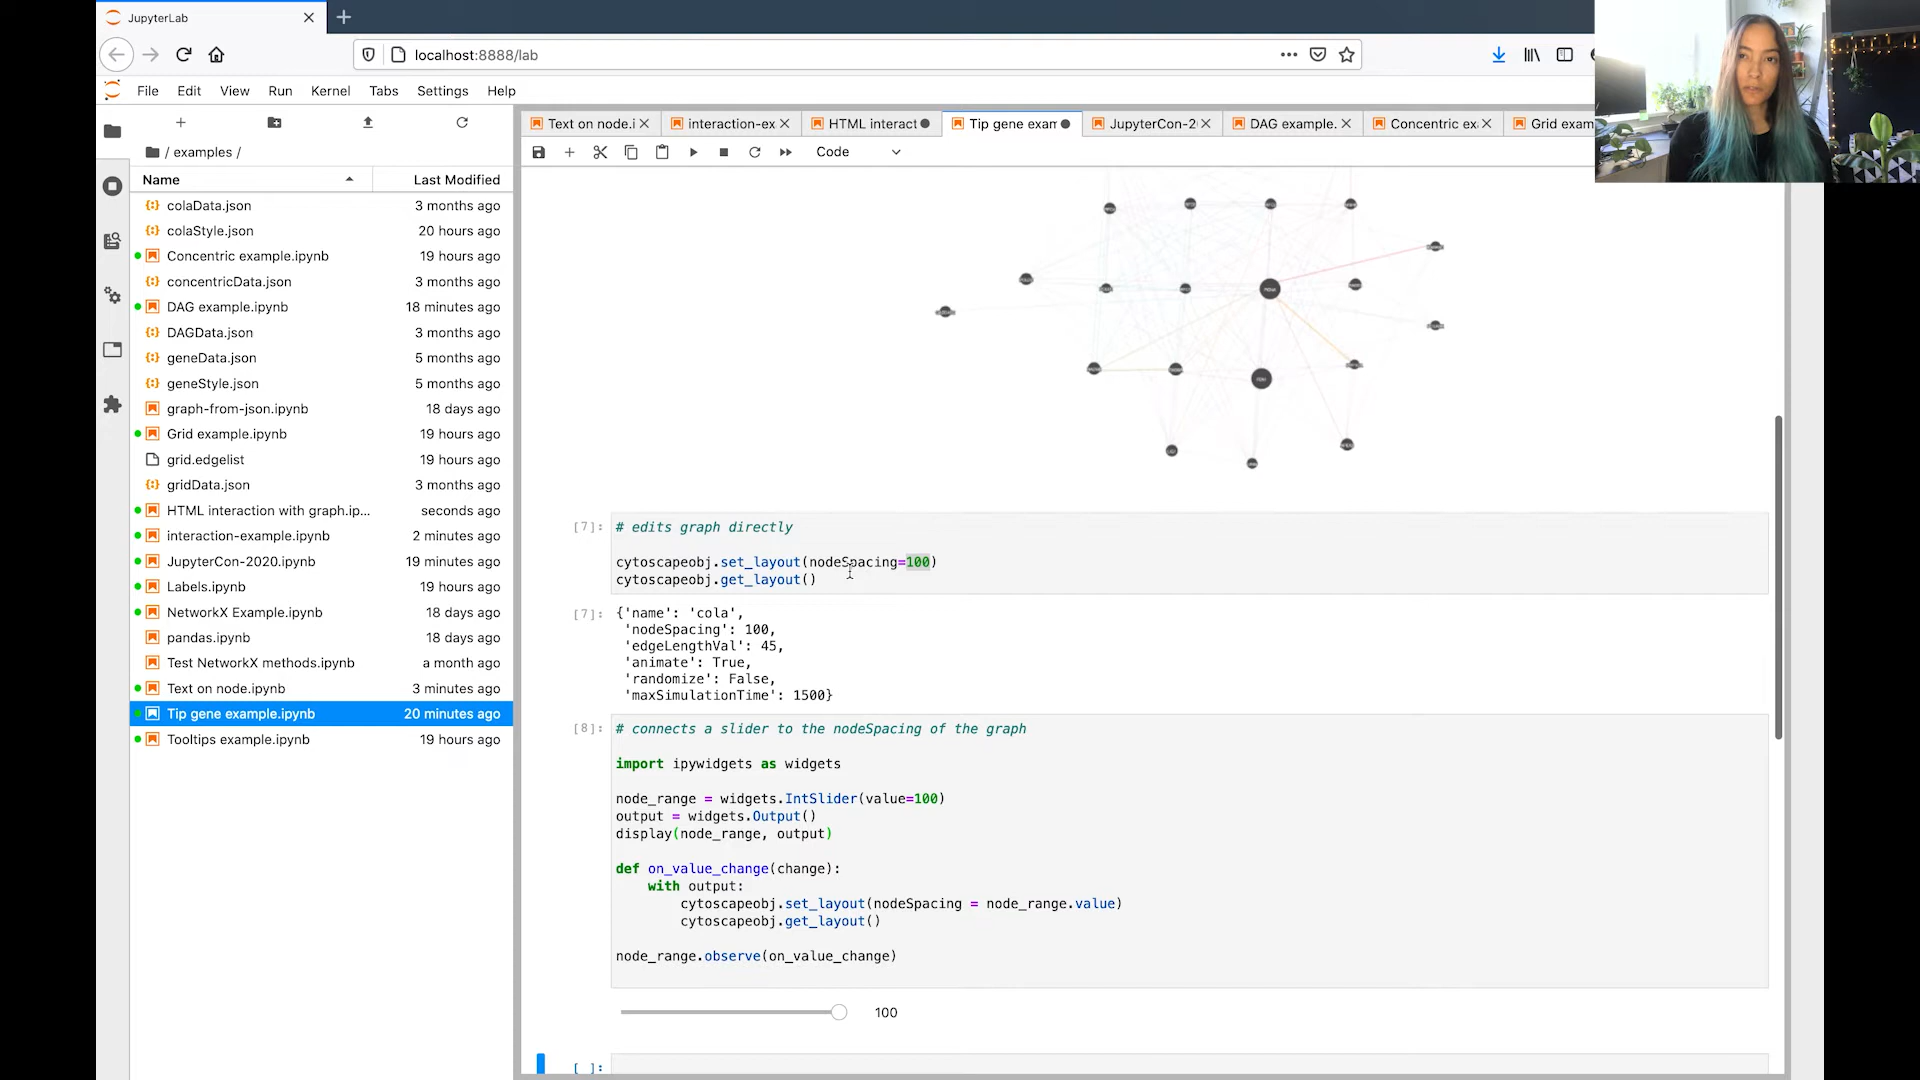 JupyterLab
localhost:8888/lab
File Edit View Run Kernel Tabs Settings Help
Text on node.i
interaction-ex
HTML interact
Tip gene exam
JupyterCon-2
DAG example.
Concentric ex
Grid exam
/ examples /
Code
Name Last Modified
colaData.json 3 months ago
colaStyle.json 20 hours ago
Concentric example.ipynb 19 hours ago
concentricData.json 3 months ago
DAG example.ipynb 18 minutes ago
DAGData.json 3 months ago
geneData.json 5 months ago
geneStyle.json 5 months ago
graph-from-json.ipynb 18 days ago
Grid example.ipynb 19 hours ago
grid.edgelist 19 hours ago
gridData.json 3 months ago
HTML interaction with graph.ip... seconds ago
interaction-example.ipynb 2 minutes ago
JupyterCon-2020.ipynb 19 minutes ago
Labels.ipynb 19 hours ago
NetworkX Example.ipynb 18 days ago
pandas.ipynb 18 days ago
Test NetworkX methods.ipynb a month ago
Text on node.ipynb 3 minutes ago
Tip gene example.ipynb 20 minutes ago
Tooltips example.ipynb 19 hours ago
[7]: # edits graph directly
cytoscapeobj.set_layout(nodeSpacing=100)
cytoscapeobj.get_layout()
[7]: {'name': 'cola',
'nodeSpacing': 100,
'edgeLengthVal': 45,
'animate': True,
'randomize': False,
'maxSimulationTime': 1500}
[8]: # connects a slider to the nodeSpacing of the graph
import ipywidgets as widgets
node_range = widgets.IntSlider(value=100)
output = widgets.Output()
display(node_range, output)
def on_value_change(change):
with output:
cytoscapeobj.set_layout(nodeSpacing = node_range.value)
cytoscapeobj.get_layout()
node_range.observe(on_value_change)
100
[ ]: